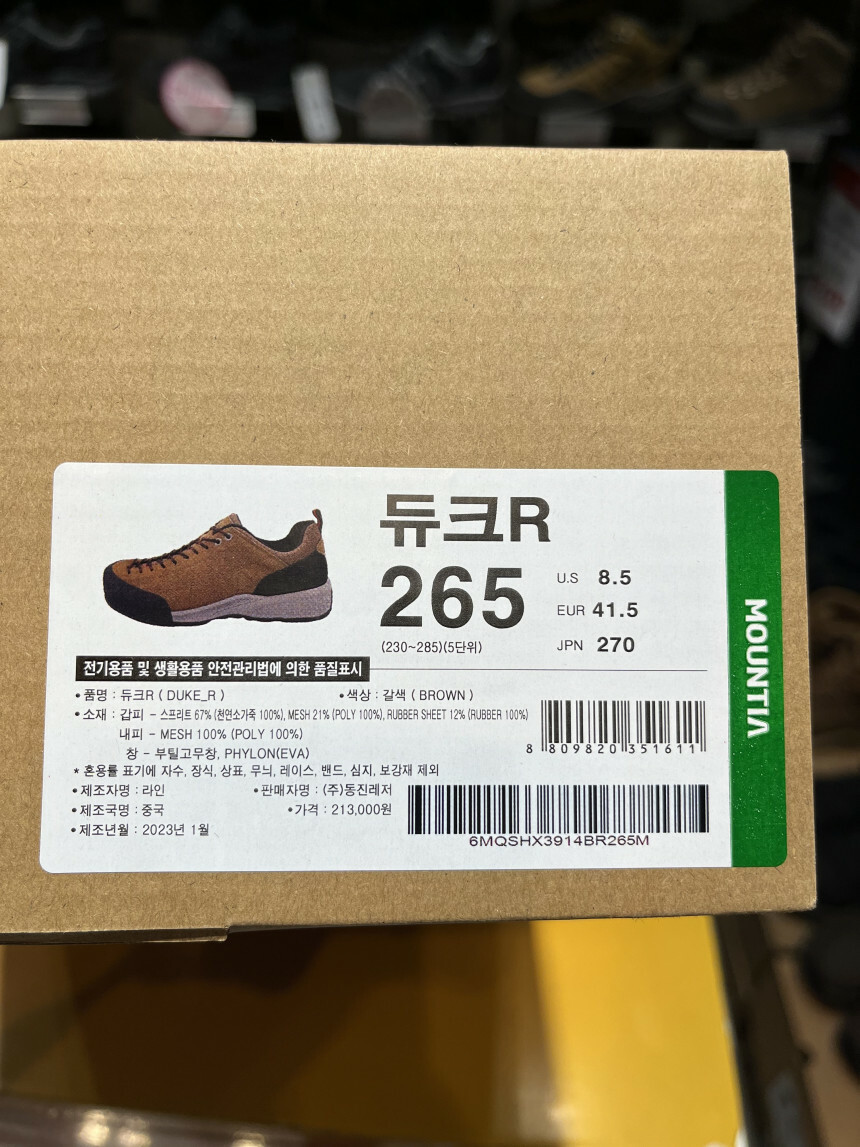 듀크R
265
U.S 8.5
EUR 41.5
JPN 270
(230~285)(5단위)
MOUNTIA
전기용품 및 생활용품 안전관리법에 의한 품질표시
•품명 : 듀크R ( DUKE_R ) •색상 : 갈색 ( BROWN )
•소재 : 갑피 - 스프리트 67% (천연소가죽 100%), MESH 21% (POLY 100%), RUBBER SHEET 12% (RUBBER 100%)
내피 - MESH 100% (POLY 100%)
창 - 부틸고무창, PHYLON(EVA)
* 혼용률 표기에 자수, 장식, 상표, 무늬, 레이스, 밴드, 심지, 보강재 제외
•제조자명 : 라인 •판매자명 : (주)동진레저
•제조국명 : 중국 •가격 : 213,000원
•제조년월 : 2023년 1월
8 809820 351611
6MQSHX3914BR265M